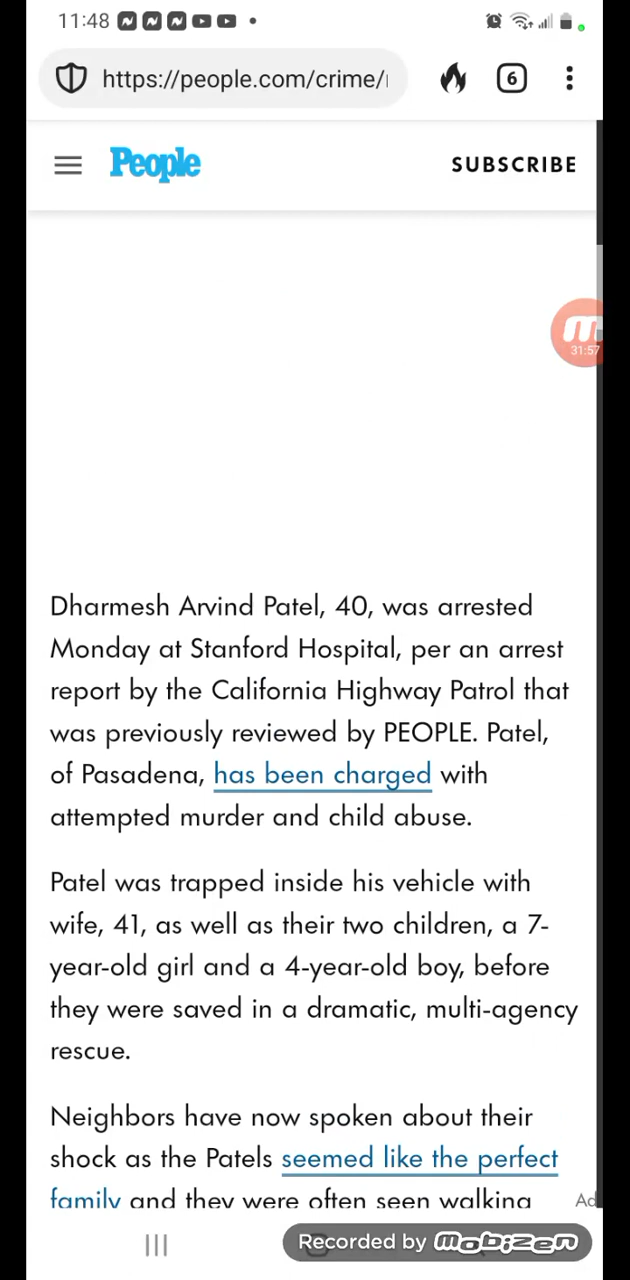 11:48
https://people.com/crime/
6
People
SUBSCRIBE
31:57
Dharmesh Arvind Patel, 40, was arrested
Monday at Stanford Hospital, per an arrest
report by the California Highway Patrol that
was previously reviewed by PEOPLE. Patel,
of Pasadena, has been charged with
attempted murder and child abuse.
Patel was trapped inside his vehicle with
wife, 41, as well as their two children, a 7-
year-old girl and a 4-year-old boy, before
they were saved in a dramatic, multi-agency
rescue.
Neighbors have now spoken about their
shock as the Patels seemed like the perfect
family and they were often seen walking
Ad
Recorded by mobizen